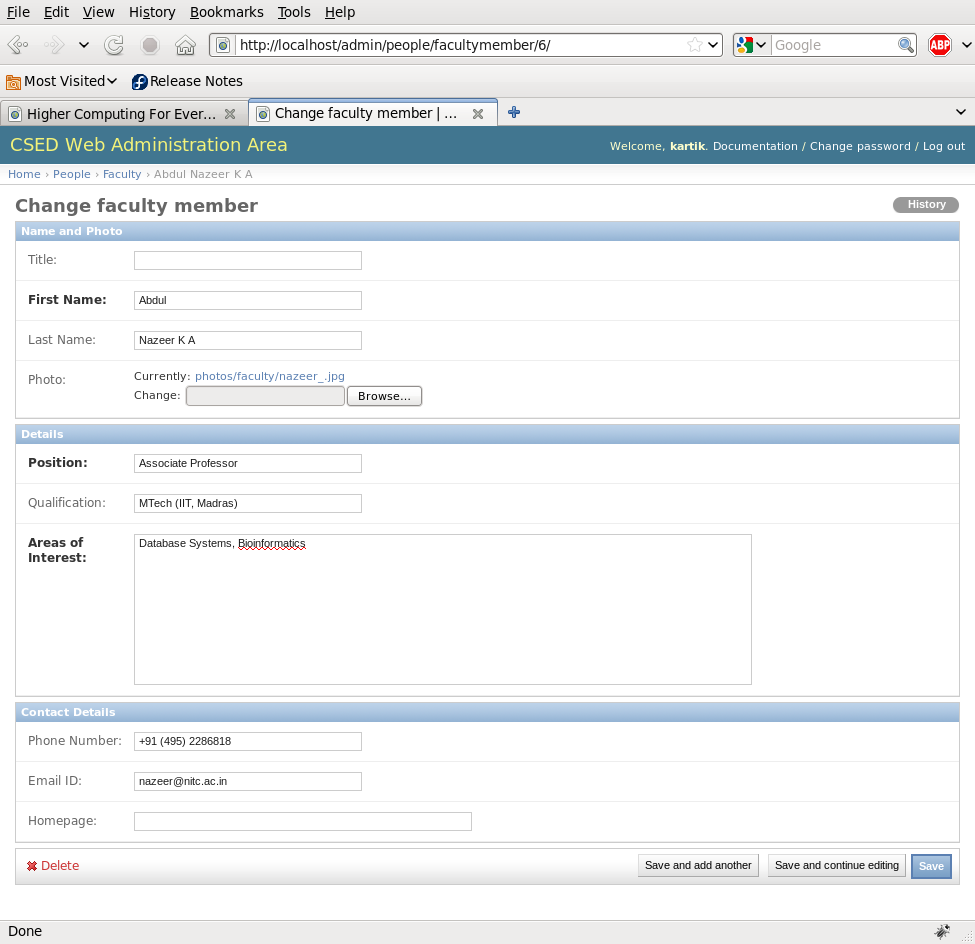 File Edit View History Bookmarks Tools Help
http://localhost/admin/people/facultymember/6/ Google ABP
Most Visited Release Notes
Higher Computing For Ever... Change faculty member | ...
CSED Web Administration Area
Welcome, kartik. Documentation / Change password / Log out
Home › People › Faculty › Abdul Nazeer K A
Change faculty member
History
Name and Photo
Title:
First Name: Abdul
Last Name: Nazeer K A
Photo: Currently: photos/faculty/nazeer_.jpg
Change: Browse...
Details
Position: Associate Professor
Qualification: MTech (IIT, Madras)
Areas of Database Systems, Bioinformatics
Interest:
Contact Details
Phone Number: +91 (495) 2286818
Email ID: nazeer@nitc.ac.in
Homepage:
Delete Save and add another Save and continue editing Save
Done